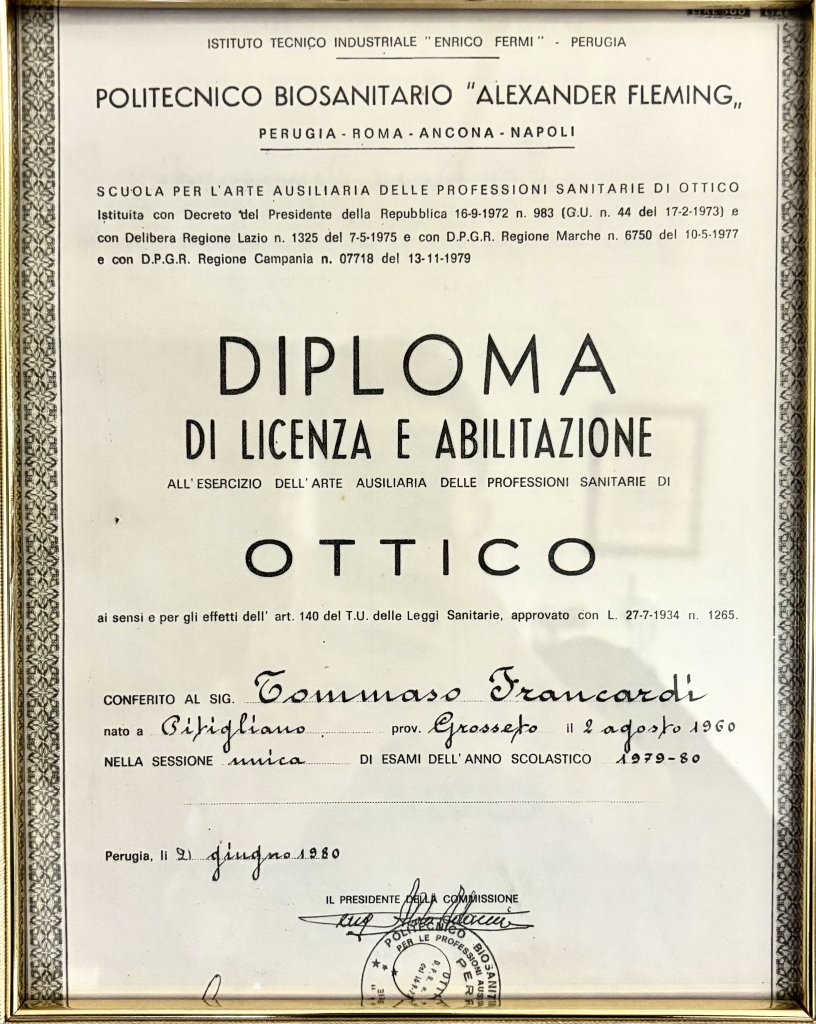 ISTITUTO TECNICO INDUSTRIALE "ENRICO FERMI" - PERUGIA
POLITECNICO BIOSANITARIO "ALEXANDER FLEMING„
PERUGIA - ROMA - ANCONA - NAPOLI
SCUOLA PER L'ARTE AUSILIARIA DELLE PROFESSIONI SANITARIE DI OTTICO
Istituita con Decreto del Presidente della Repubblica 16-9-1972 n. 983 (G.U. n. 44 del 17-2-1973) e
con Delibera Regione Lazio n. 1325 del 7-5-1975 e con D.P.G.R. Regione Marche n. 6750 del 10-5-1977
e con D.P.G.R. Regione Campania n. 07718 del 13-11-1979
DIPLOMA
DI LICENZA E ABILITAZIONE
ALL'ESERCIZIO DELL'ARTE AUSILIARIA DELLE PROFESSIONI SANITARIE DI
OTTICO
ai sensi e per gli effetti dell' art. 140 del T.U. delle Leggi Sanitarie, approvato con L. 27-7-1934 n. 1265.
CONFERITO AL SIG. Tommaso Francardi
nato a Pitigliano prov. Grosseto il 2 agosto 1960
NELLA SESSIONE unica DI ESAMI DELL'ANNO SCOLASTICO 1979-80
Perugia, li 21 giugno 1980
IL PRESIDENTE DELLA COMMISSIONE
POLITECNICO
PER LE PROFESSIONI